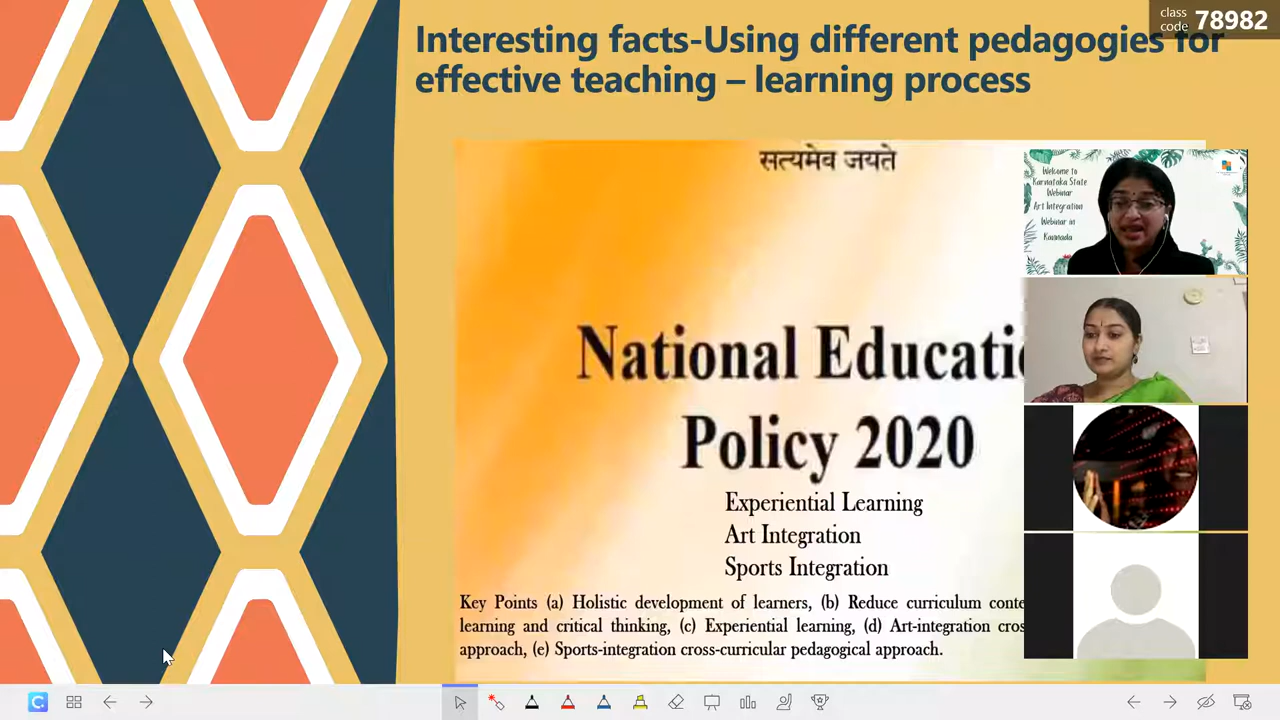 class
code 78982
Interesting facts-Using different pedagogies for
effective teaching – learning process
सत्यमेव जयते
Welcome to
Karnataka State
Webinar
Art Integration
Webinar in
Kannada
National Educatio
Policy 2020
Experiential Learning
Art Integration
Sports Integration
Key Points (a) Holistic development of learners, (b) Reduce curriculum conte
learning and critical thinking, (c) Experiential learning, (d) Art-integration cros
approach, (e) Sports-integration cross-curricular pedagogical approach.